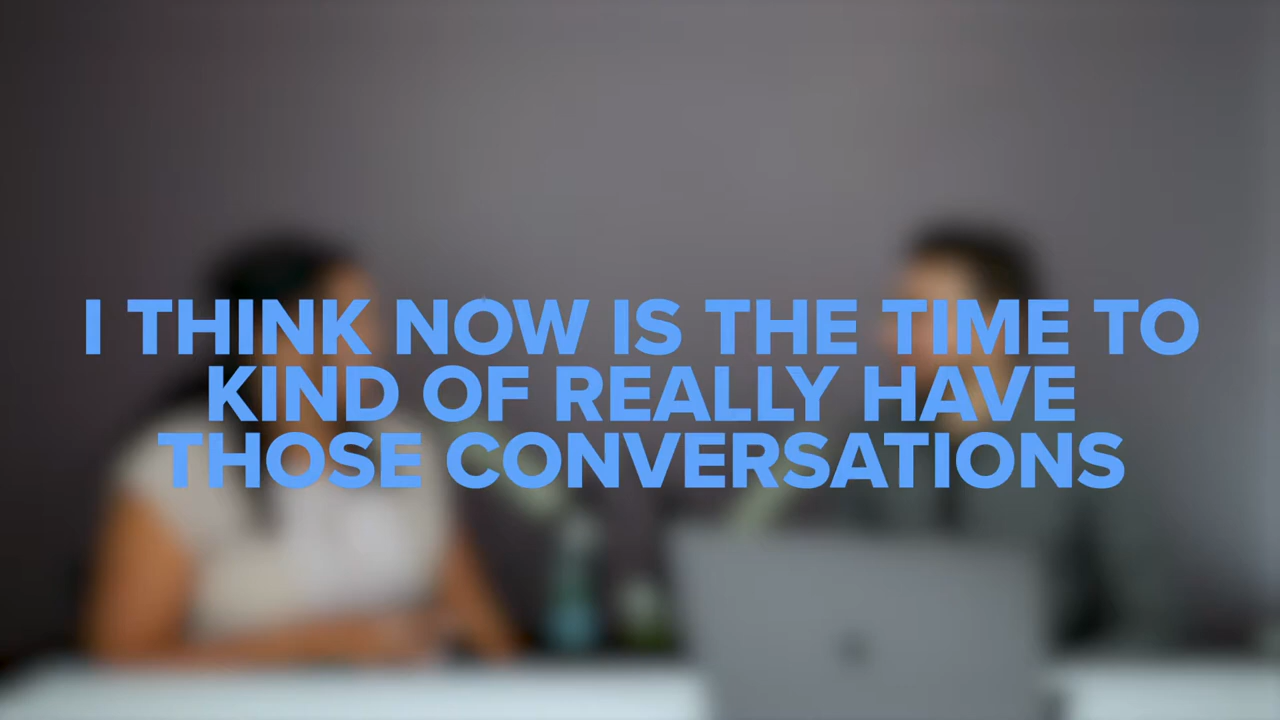 I THINK NOW IS THE TIME TO
KIND OF REALLY HAVE
THOSE CONVERSATIONS